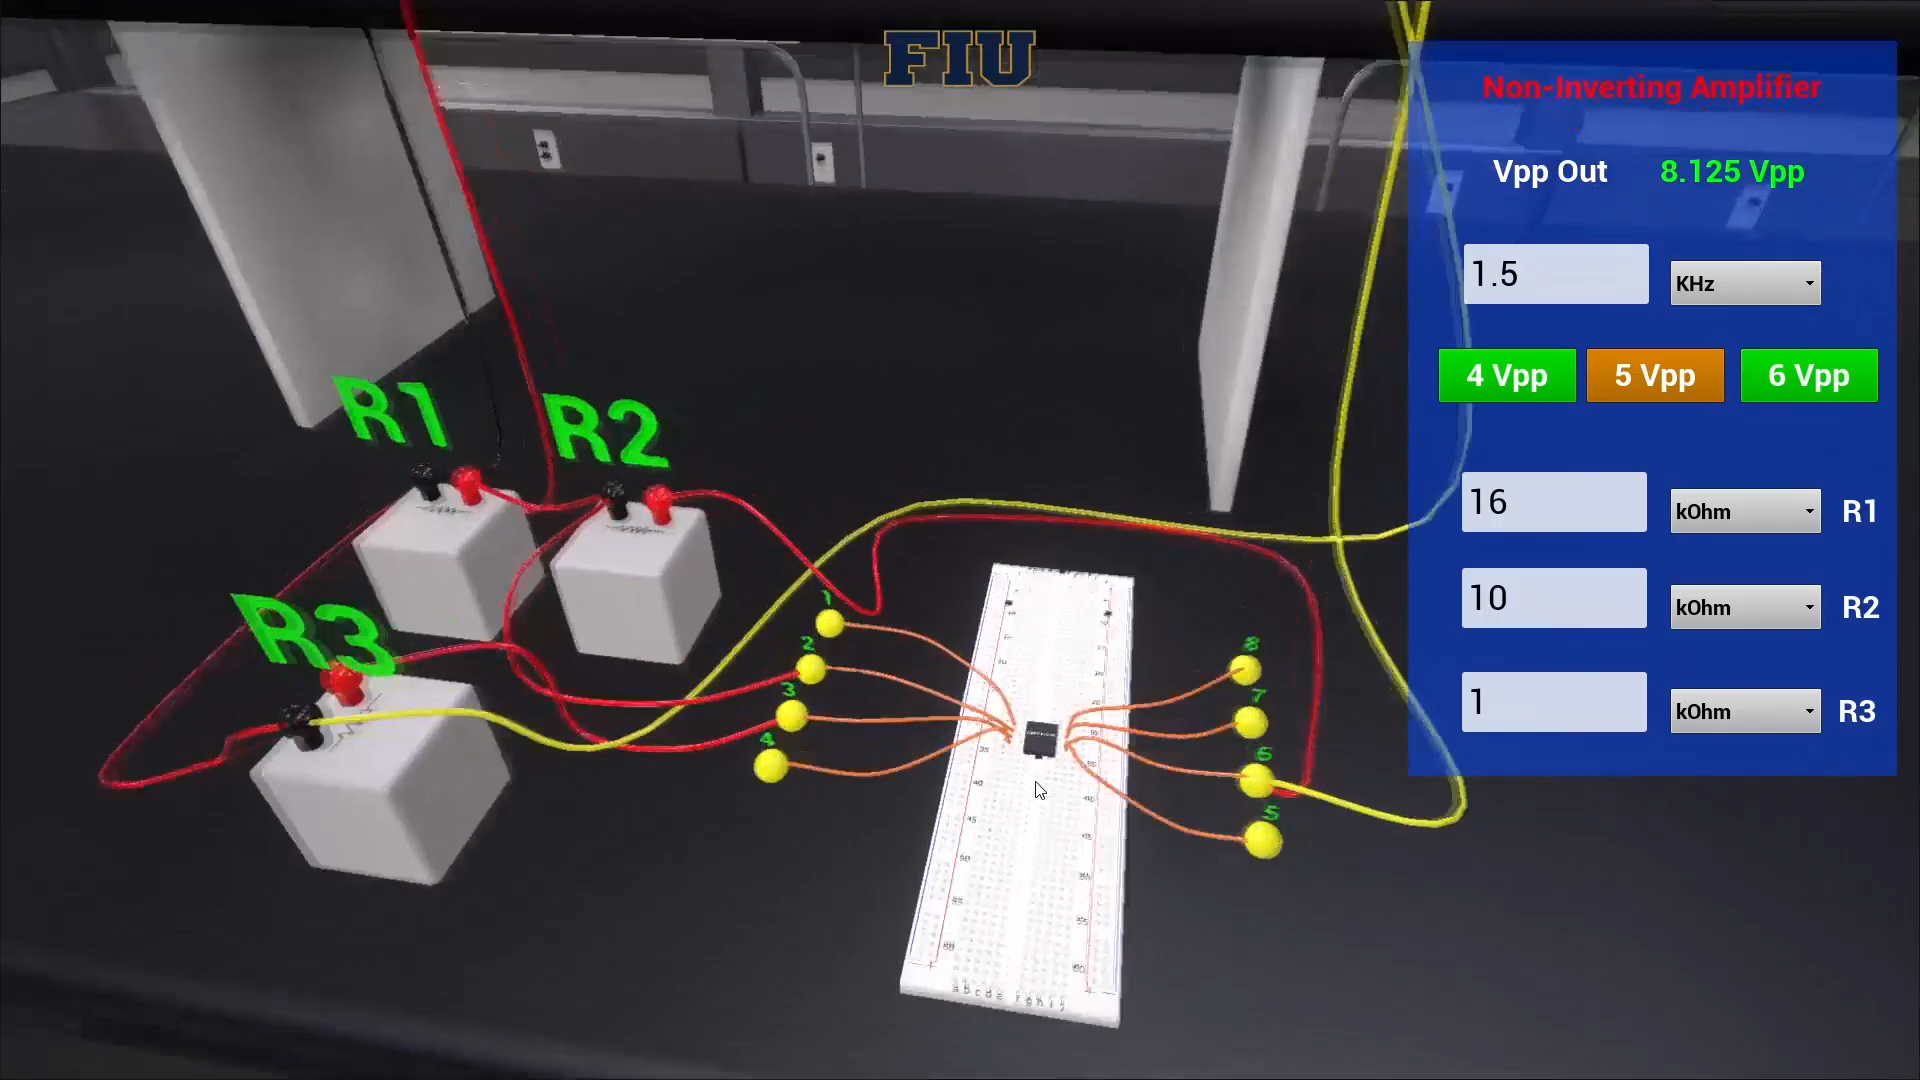 FIU
Non-Inverting Amplifier
Vpp Out 8.125 Vpp
1.5 KHz
4 Vpp 5 Vpp 6 Vpp
16 kOhm R1
10 kOhm R2
1 kOhm R3
R1
R2
R3
1
2
3
4
8
7
6
5